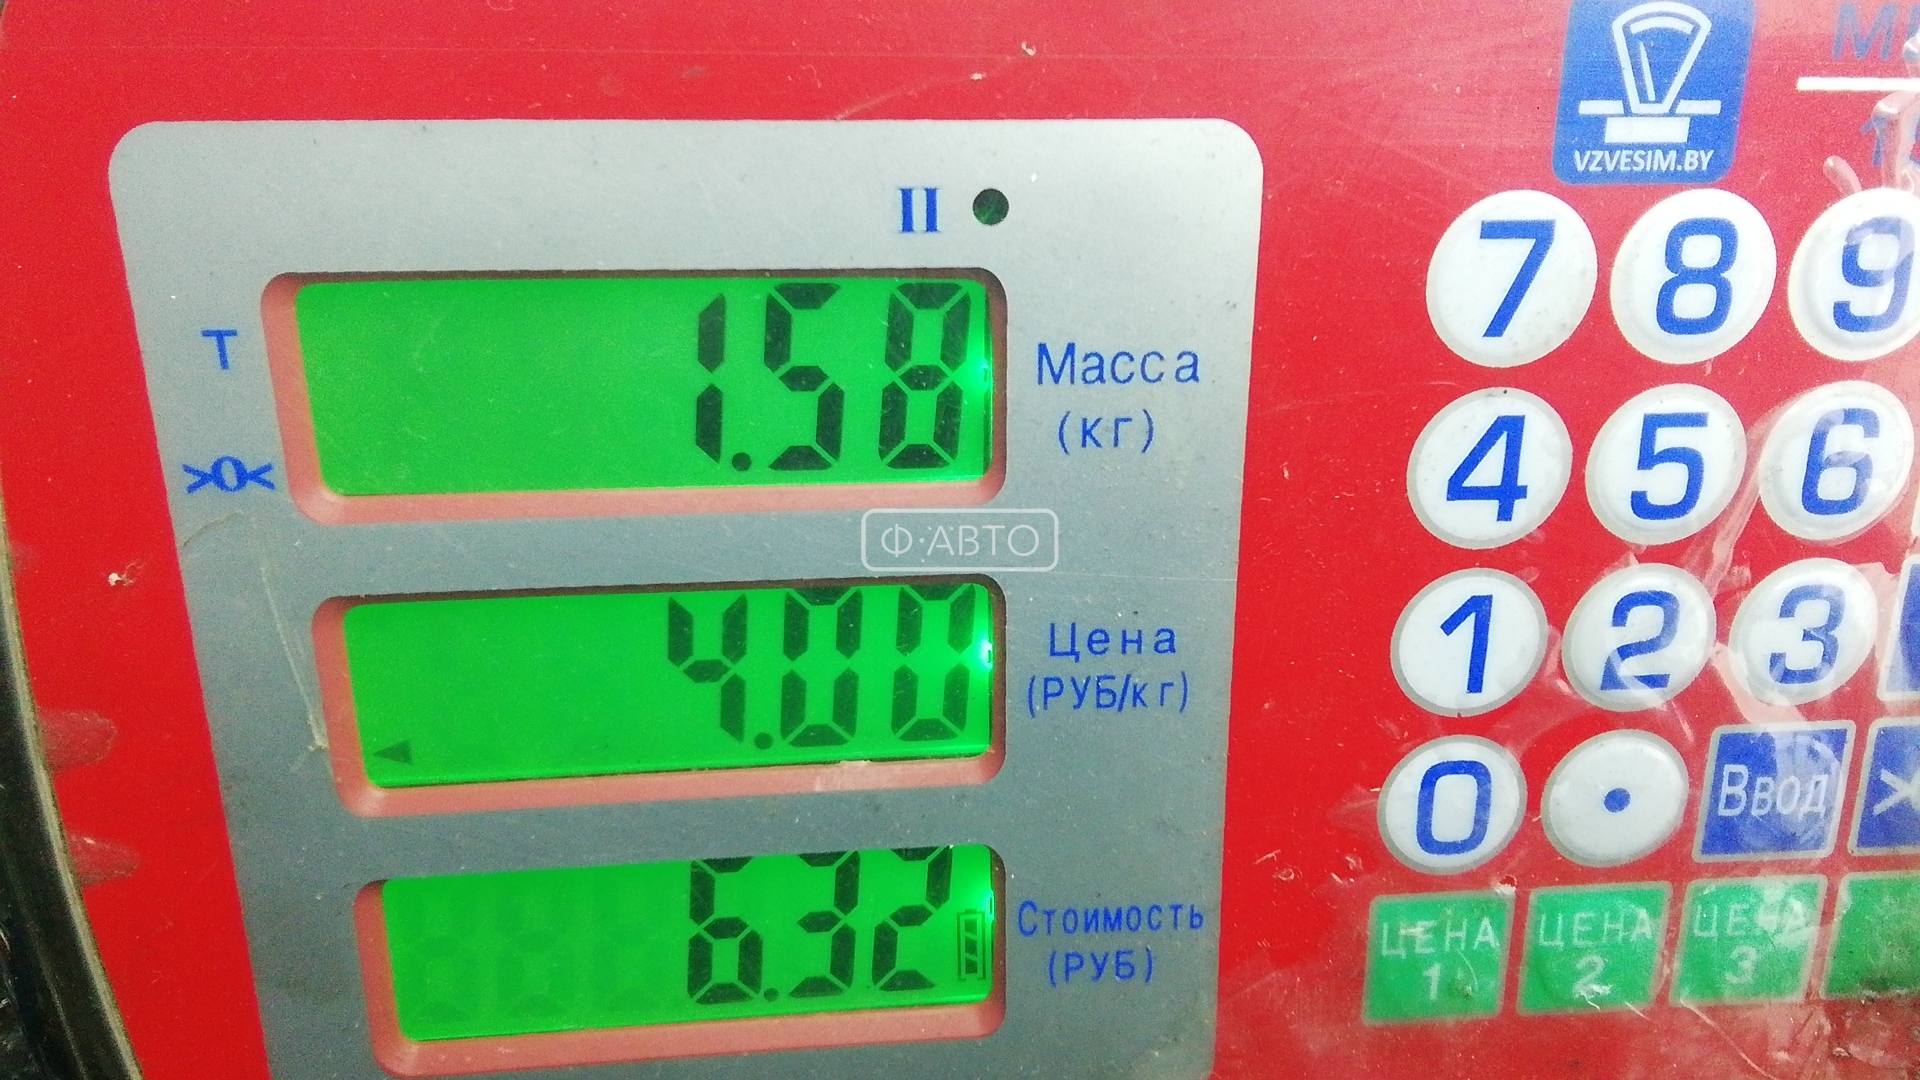 VZVESIM.BY
II
1.58
Т
Масса
(кг)
>0<
7 8 9
4 5 6
Ф·АВТО
4.00
Цена
(РУБ/кг)
1 2 3
0 • Ввод
6.32
Стоимость
(РУБ)
ЦЕНА 1
ЦЕНА 2
ЦЕНА 3